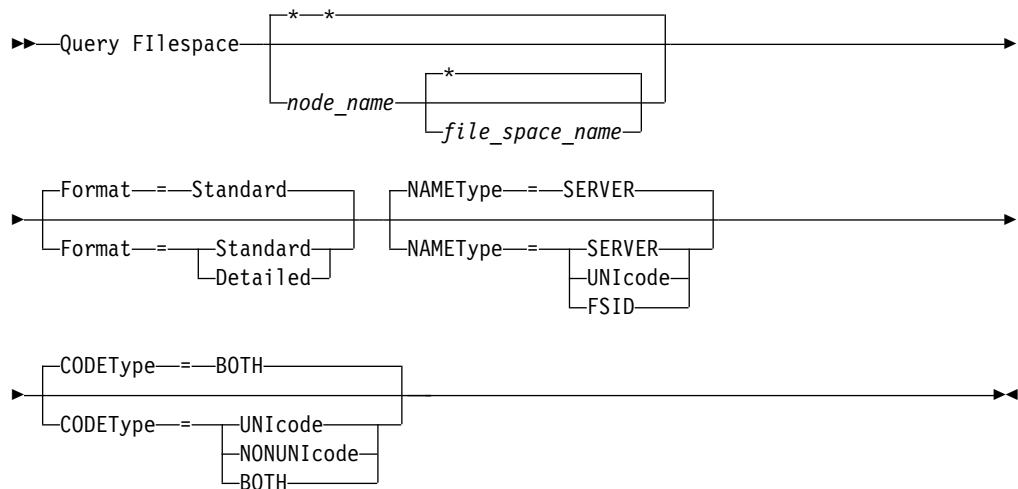 * *
Query FIlespace
*
node_name
file_space_name
Format = Standard NAMEType = SERVER
Format = Standard NAMEType = SERVER
Detailed UNIcode
FSID
CODEType = BOTH
CODEType = UNIcode
NONUNIcode
BOTH